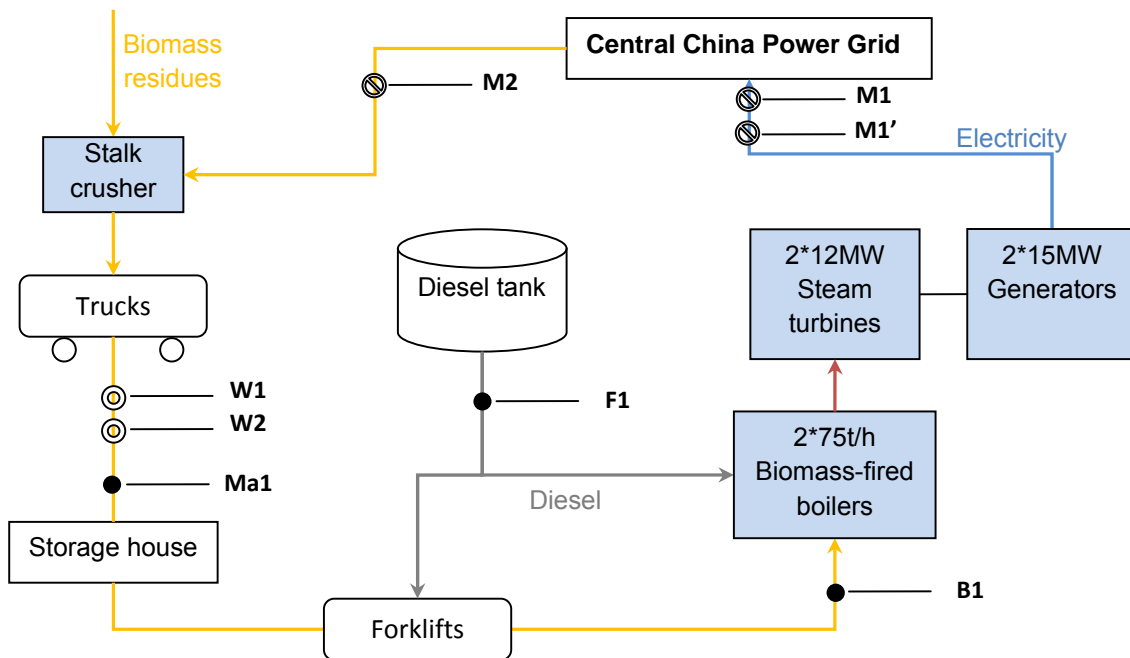 Biomass
residues
Central China Power Grid
M2
M1
M1’
Electricity
Stalk
crusher
2*12MW
Steam
turbines
2*15MW
Generators
Diesel tank
Trucks
W1
W2
F1
2*75t/h
Biomass-fired
boilers
Ma1
Diesel
Storage house
B1
Forklifts